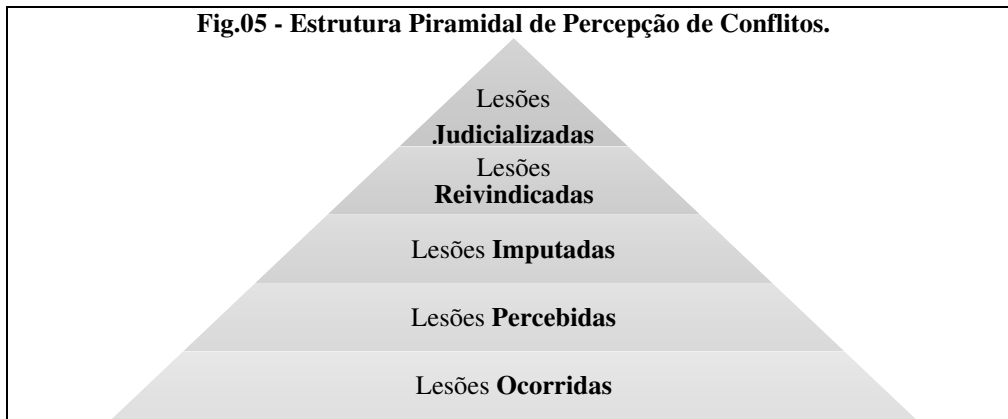 Fig.05 - Estrutura Piramidal de Percepção de Conflitos.
Lesões
Judicializadas
Lesões
Reivindicadas
Lesões Imputadas
Lesões Percebidas
Lesões Ocorridas